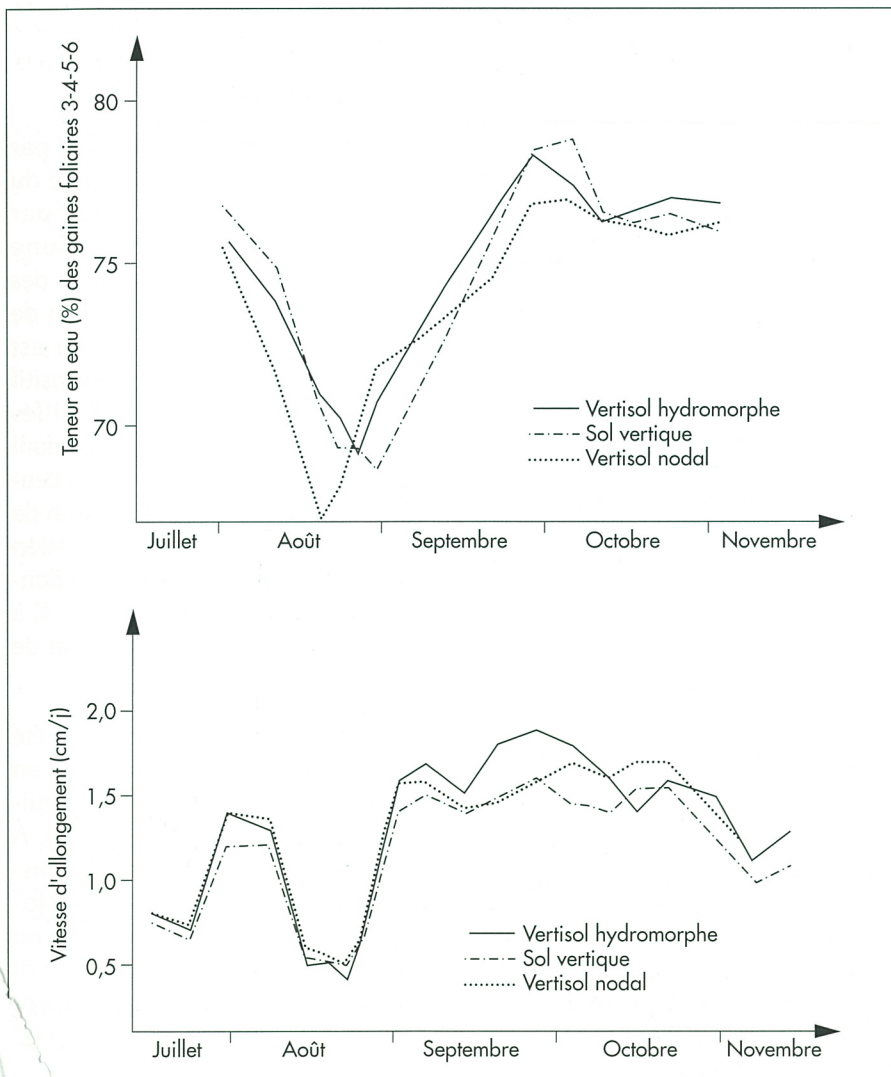 Teneur en eau (%) des gaines foliaires 3-4-5-6
80
75
70
Vertisol hydromorphe
Sol vertique
Vertisol nodal
Juillet Août Septembre Octobre Novembre
Vitesse d'allongement (cm/j)
2,0
1,5
1,0
0,5
Vertisol hydromorphe
Sol vertique
Vertisol nodal
Juillet Août Septembre Octobre Novembre